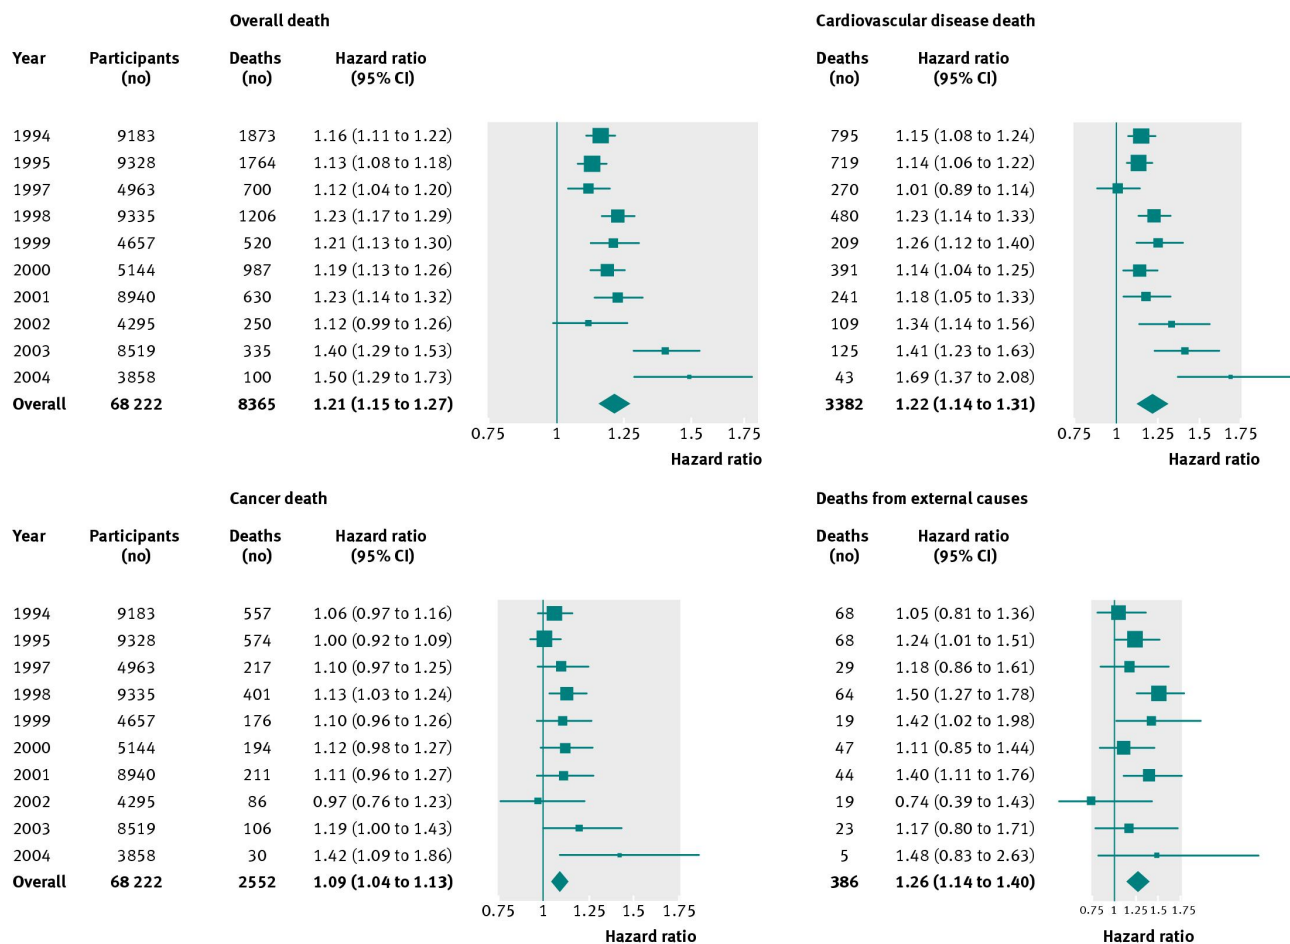 Overall death
Cardiovascular disease death
Year Participants (no) Deaths (no) Hazard ratio (95% CI) Deaths (no) Hazard ratio (95% CI)
1994 9183 1873 1.16 (1.11 to 1.22) 795 1.15 (1.08 to 1.24)
1995 9328 1764 1.13 (1.08 to 1.18) 719 1.14 (1.06 to 1.22)
1997 4963 700 1.12 (1.04 to 1.20) 270 1.01 (0.89 to 1.14)
1998 9335 1206 1.23 (1.17 to 1.29) 480 1.23 (1.14 to 1.33)
1999 4657 520 1.21 (1.13 to 1.30) 209 1.26 (1.12 to 1.40)
2000 5144 987 1.19 (1.13 to 1.26) 391 1.14 (1.04 to 1.25)
2001 8940 630 1.23 (1.14 to 1.32) 241 1.18 (1.05 to 1.33)
2002 4295 250 1.12 (0.99 to 1.26) 109 1.34 (1.14 to 1.56)
2003 8519 335 1.40 (1.29 to 1.53) 125 1.41 (1.23 to 1.63)
2004 3858 100 1.50 (1.29 to 1.73) 43 1.69 (1.37 to 2.08)
Overall 68 222 8365 1.21 (1.15 to 1.27) 3382 1.22 (1.14 to 1.31)
0.75 1 1.25 1.5 1.75 0.75 1 1.25 1.5 1.75
Hazard ratio Hazard ratio
Cancer death
Deaths from external causes
Year Participants (no) Deaths (no) Hazard ratio (95% CI) Deaths (no) Hazard ratio (95% CI)
1994 9183 557 1.06 (0.97 to 1.16) 68 1.05 (0.81 to 1.36)
1995 9328 574 1.00 (0.92 to 1.09) 68 1.24 (1.01 to 1.51)
1997 4963 217 1.10 (0.97 to 1.25) 29 1.18 (0.86 to 1.61)
1998 9335 401 1.13 (1.03 to 1.24) 64 1.50 (1.27 to 1.78)
1999 4657 176 1.10 (0.96 to 1.26) 19 1.42 (1.02 to 1.98)
2000 5144 194 1.12 (0.98 to 1.27) 47 1.11 (0.85 to 1.44)
2001 8940 211 1.11 (0.96 to 1.27) 44 1.40 (1.11 to 1.76)
2002 4295 86 0.97 (0.76 to 1.23) 19 0.74 (0.39 to 1.43)
2003 8519 106 1.19 (1.00 to 1.43) 23 1.17 (0.80 to 1.71)
2004 3858 30 1.42 (1.09 to 1.86) 5 1.48 (0.83 to 2.63)
Overall 68 222 2552 1.09 (1.04 to 1.13) 386 1.26 (1.14 to 1.40)
0.75 1 1.25 1.5 1.75 0.75 1 1.25 1.5 1.75
Hazard ratio Hazard ratio